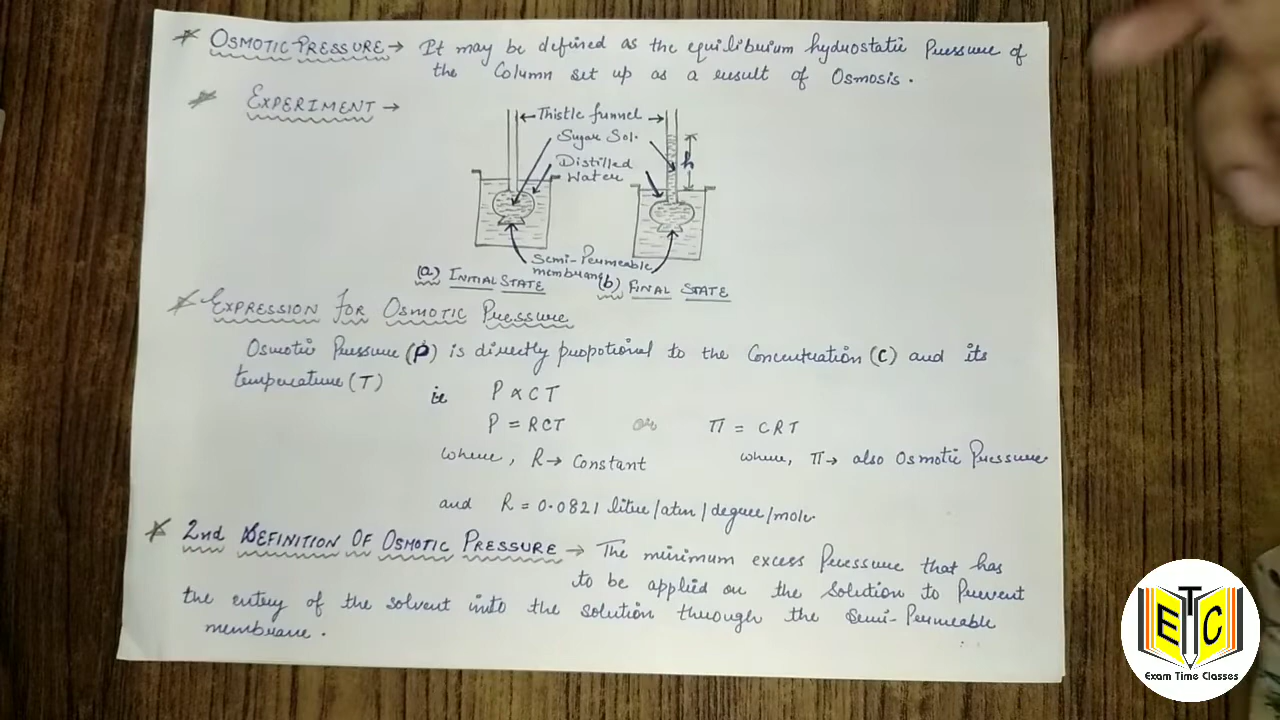 OSMOTIC PRESSURE → It may be defined as the equilibrium hydrostatic Pressure of
the Column set up as a result of Osmosis.
EXPERIMENT →
Thistle funnel
Sugar Sol.
Distilled
Water
h
Semi-Permeable
membrane
(a) INITIAL STATE
(b) FINAL STATE
EXPRESSION FOR OSMOTIC PRESSURE
Osmotic Pressure (P) is directly propotional to the Concentration (C) and its
temperature (T)
ie P ∝ CT
P = RCT or π = CRT
where, R → Constant where, π → also Osmotic Pressure
and R = 0.0821 litre/atm/degree/mole
2nd DEFINITION OF OSMOTIC PRESSURE → The minimum excess Pressure that has
to be applied on the Solution to Prevent
the entery of the solvent into the solution through the Semi-Permeable
membrane.
ETC
Exam Time Classes